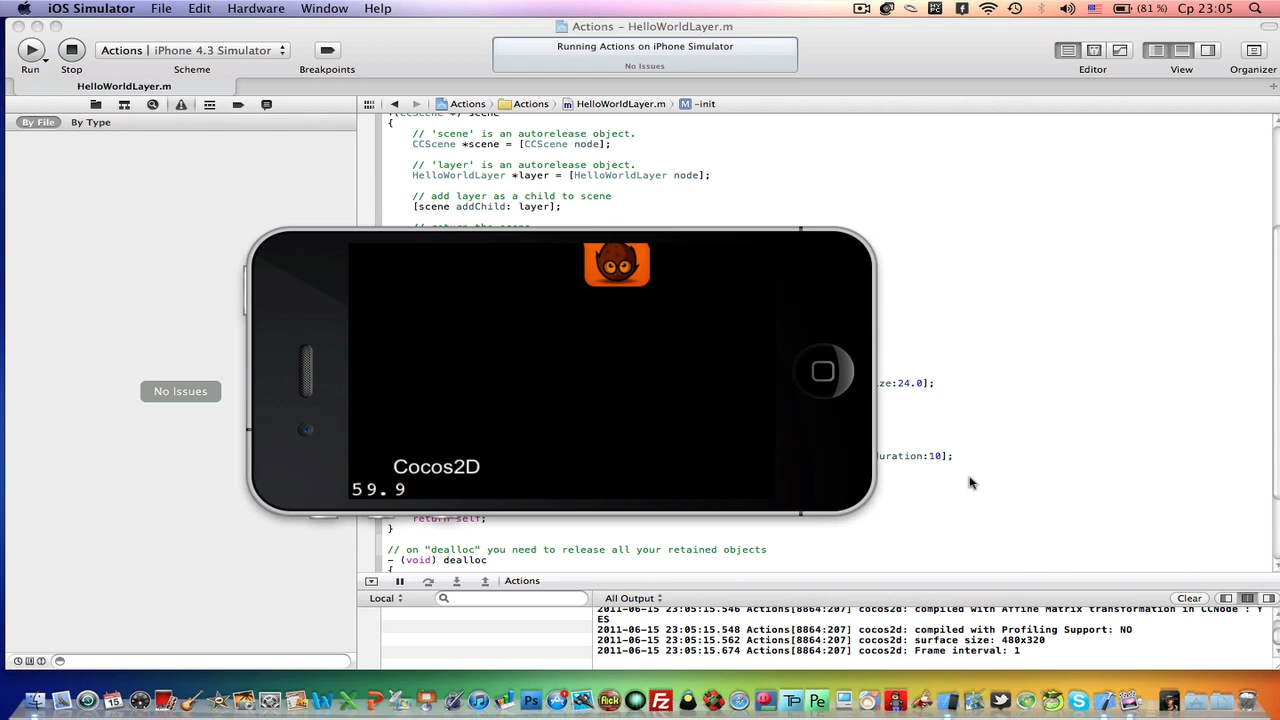 iOS Simulator File Edit Hardware Window Help (81 %) Ср 23:05
Actions – HelloWorldLayer.m
Running Actions on iPhone Simulator
No Issues
Actions iPhone 4.3 Simulator
Run Stop Scheme Breakpoints Editor View Organizer
HelloWorldLayer.m
Actions Actions HelloWorldLayer.m M -init
By File By Type
{
// 'scene' is an autorelease object.
CCScene *scene = [CCScene node];
// 'layer' is an autorelease object.
HelloWorldLayer *layer = [HelloWorldLayer node];
// add layer as a child to scene
[scene addChild: layer];
// return the scene
ize:24.0];
No Issues
duration:10];
Cocos2D
59.9
return self;
}
// on "dealloc" you need to release all your retained objects
- (void) dealloc
{
Actions
Local All Output Clear
2011-06-15 23:05:15.546 Actions[8864:207] cocos2d: compiled with Affine Matrix transformation in CCNode : Y
ES
2011-06-15 23:05:15.548 Actions[8864:207] cocos2d: compiled with Profiling Support: NO
2011-06-15 23:05:15.562 Actions[8864:207] cocos2d: surface size: 480x320
2011-06-15 23:05:15.674 Actions[8864:207] cocos2d: Frame interval: 1